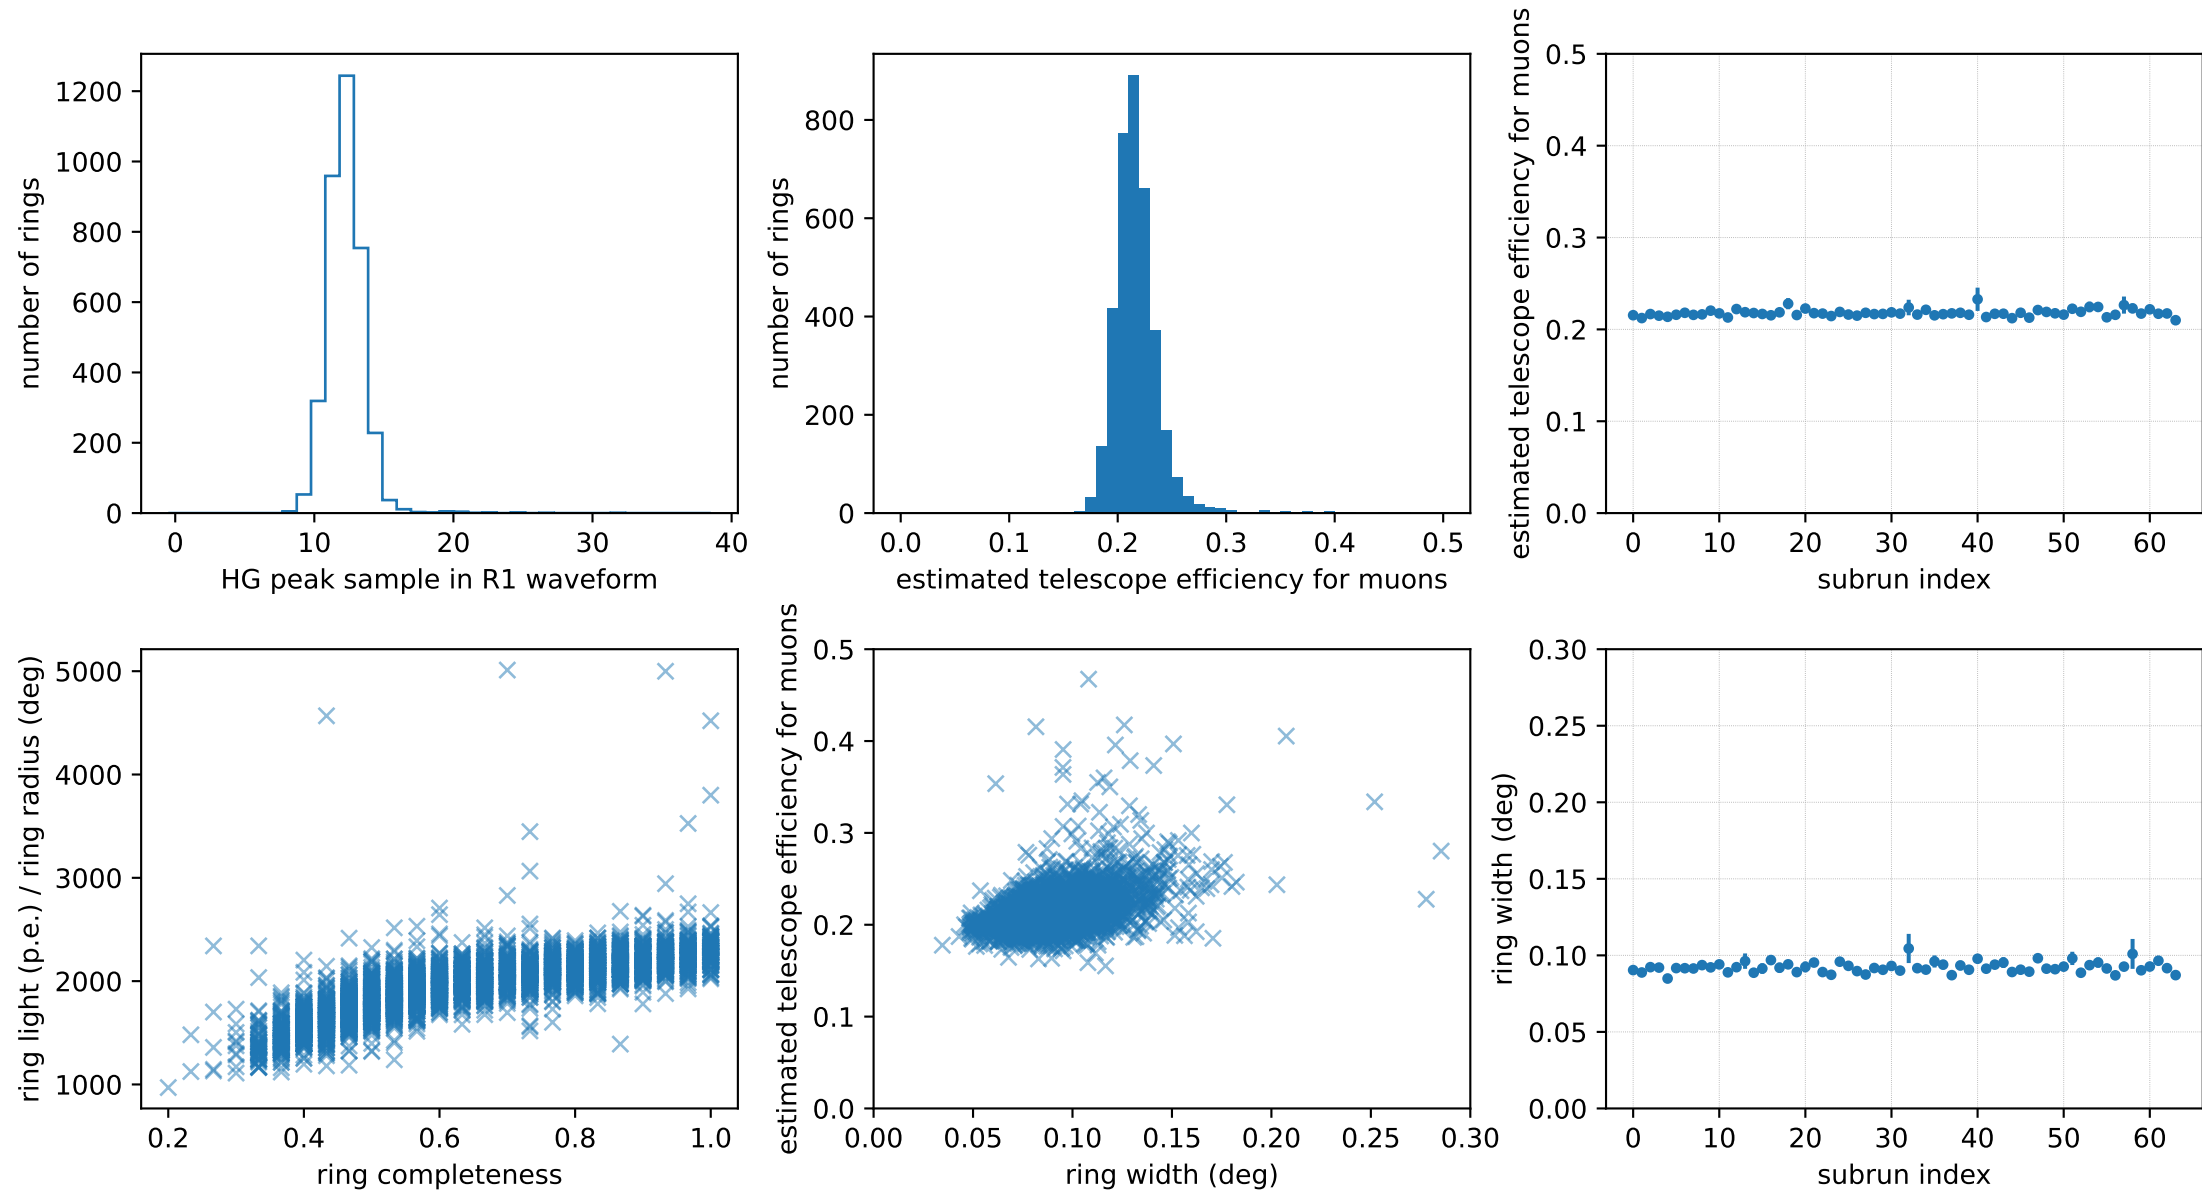 number of rings
1200
1000
800
600
400
200
0
0 10 20 30 40
HG peak sample in R1 waveform
number of rings
800
600
400
200
0
0.0 0.1 0.2 0.3 0.4 0.5
estimated telescope efficiency for muons
estimated telescope efficiency for muons
0.5
0.4
0.3
0.2
0.1
0.0
0 10 20 30 40 50 60
subrun index
ring light (p.e.) / ring radius (deg)
5000
4000
3000
2000
1000
0.2 0.4 0.6 0.8 1.0
ring completeness
estimated telescope efficiency for muons
0.5
0.4
0.3
0.2
0.1
0.0
0.00 0.05 0.10 0.15 0.20 0.25 0.30
ring width (deg)
ring width (deg)
0.30
0.25
0.20
0.15
0.10
0.05
0.00
0 10 20 30 40 50 60
subrun index